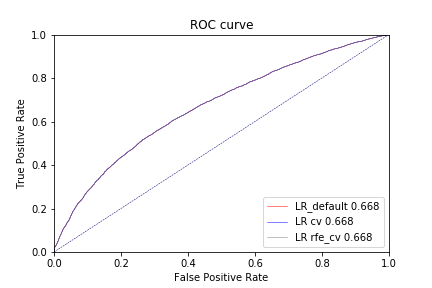 ROC curve
True Positive Rate
1.0
0.8
0.6
0.4
0.2
0.0
LR_default 0.668
LR cv 0.668
LR rfe_cv 0.668
0.0 0.2 0.4 0.6 0.8 1.0
False Positive Rate